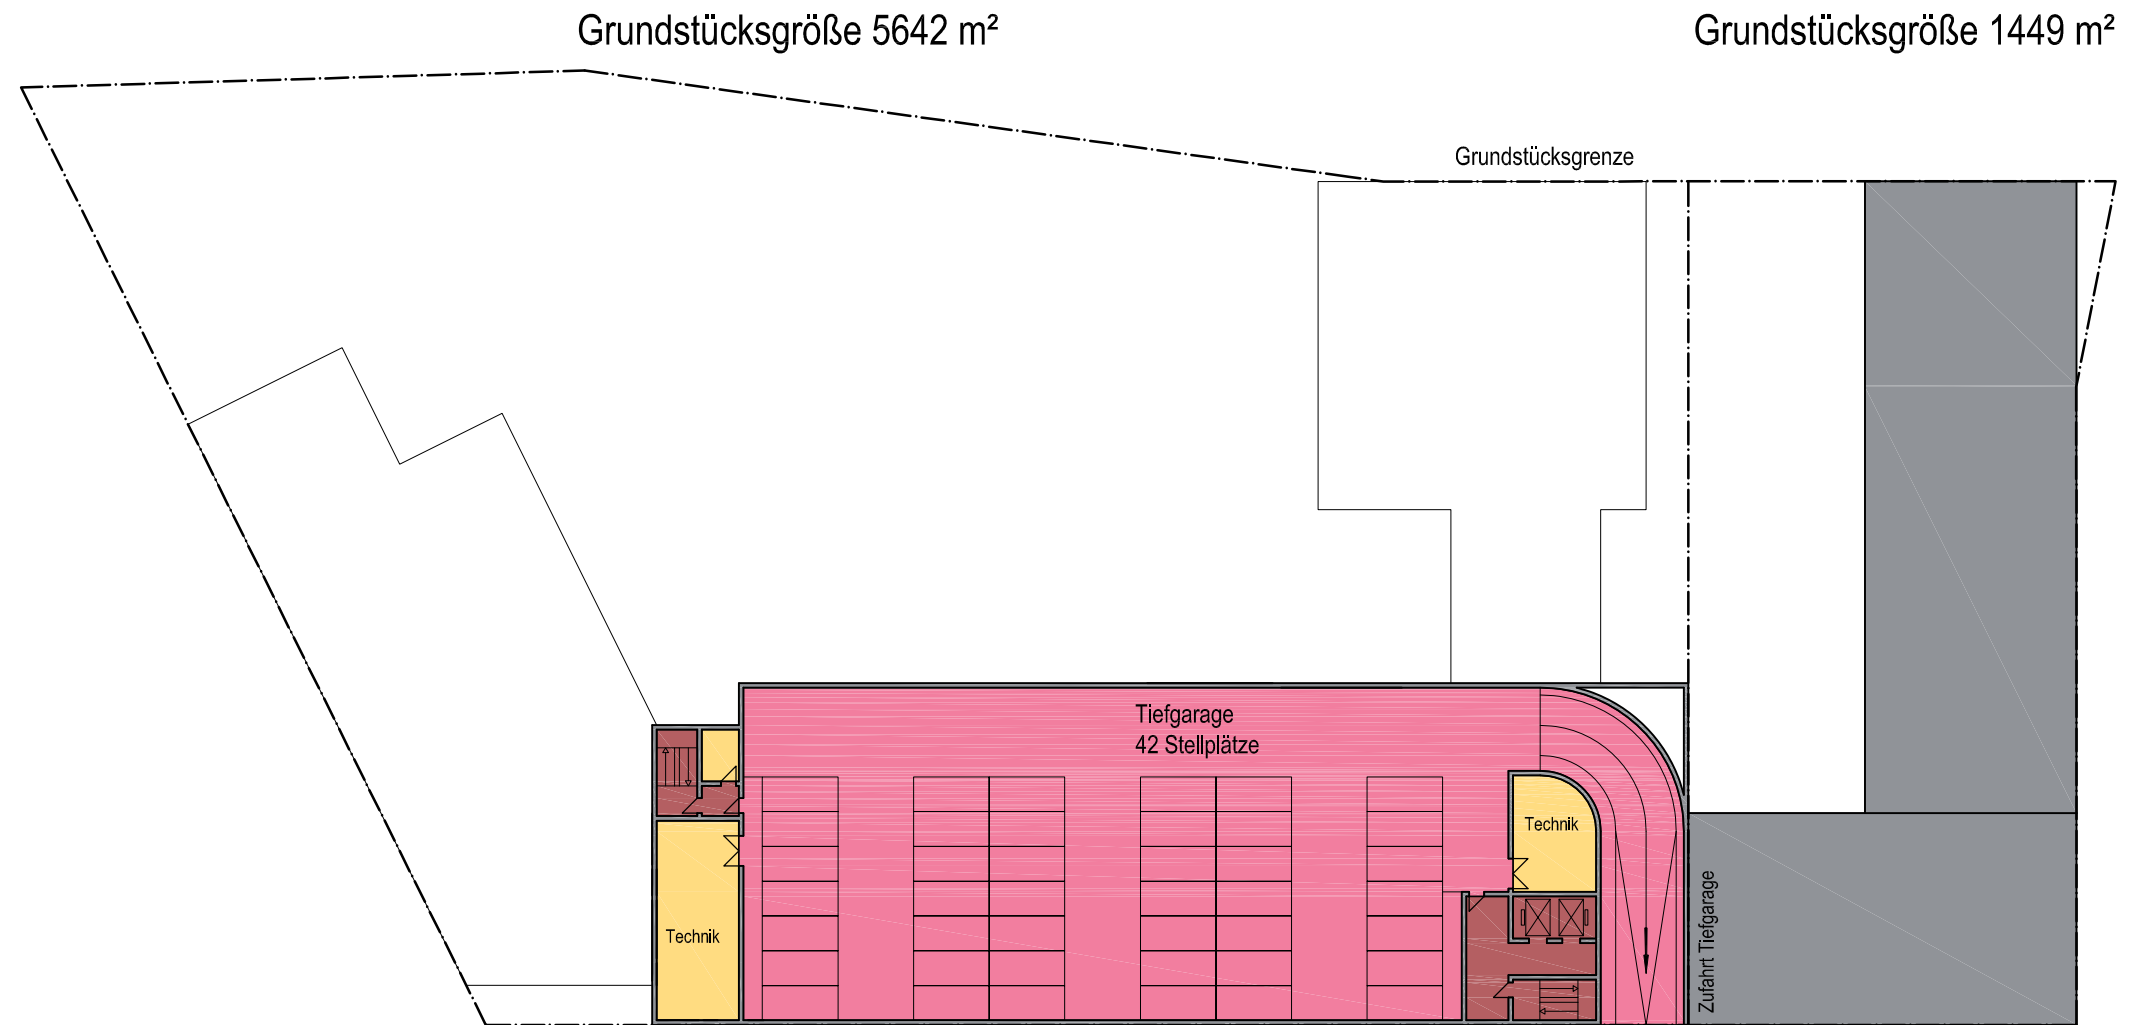 Grundstücksgröße 5642 m²
Grundstücksgröße 1449 m²
Grundstücksgrenze
Tiefgarage
42 Stellplätze
Technik
Technik
Zufahrt Tiefgarage